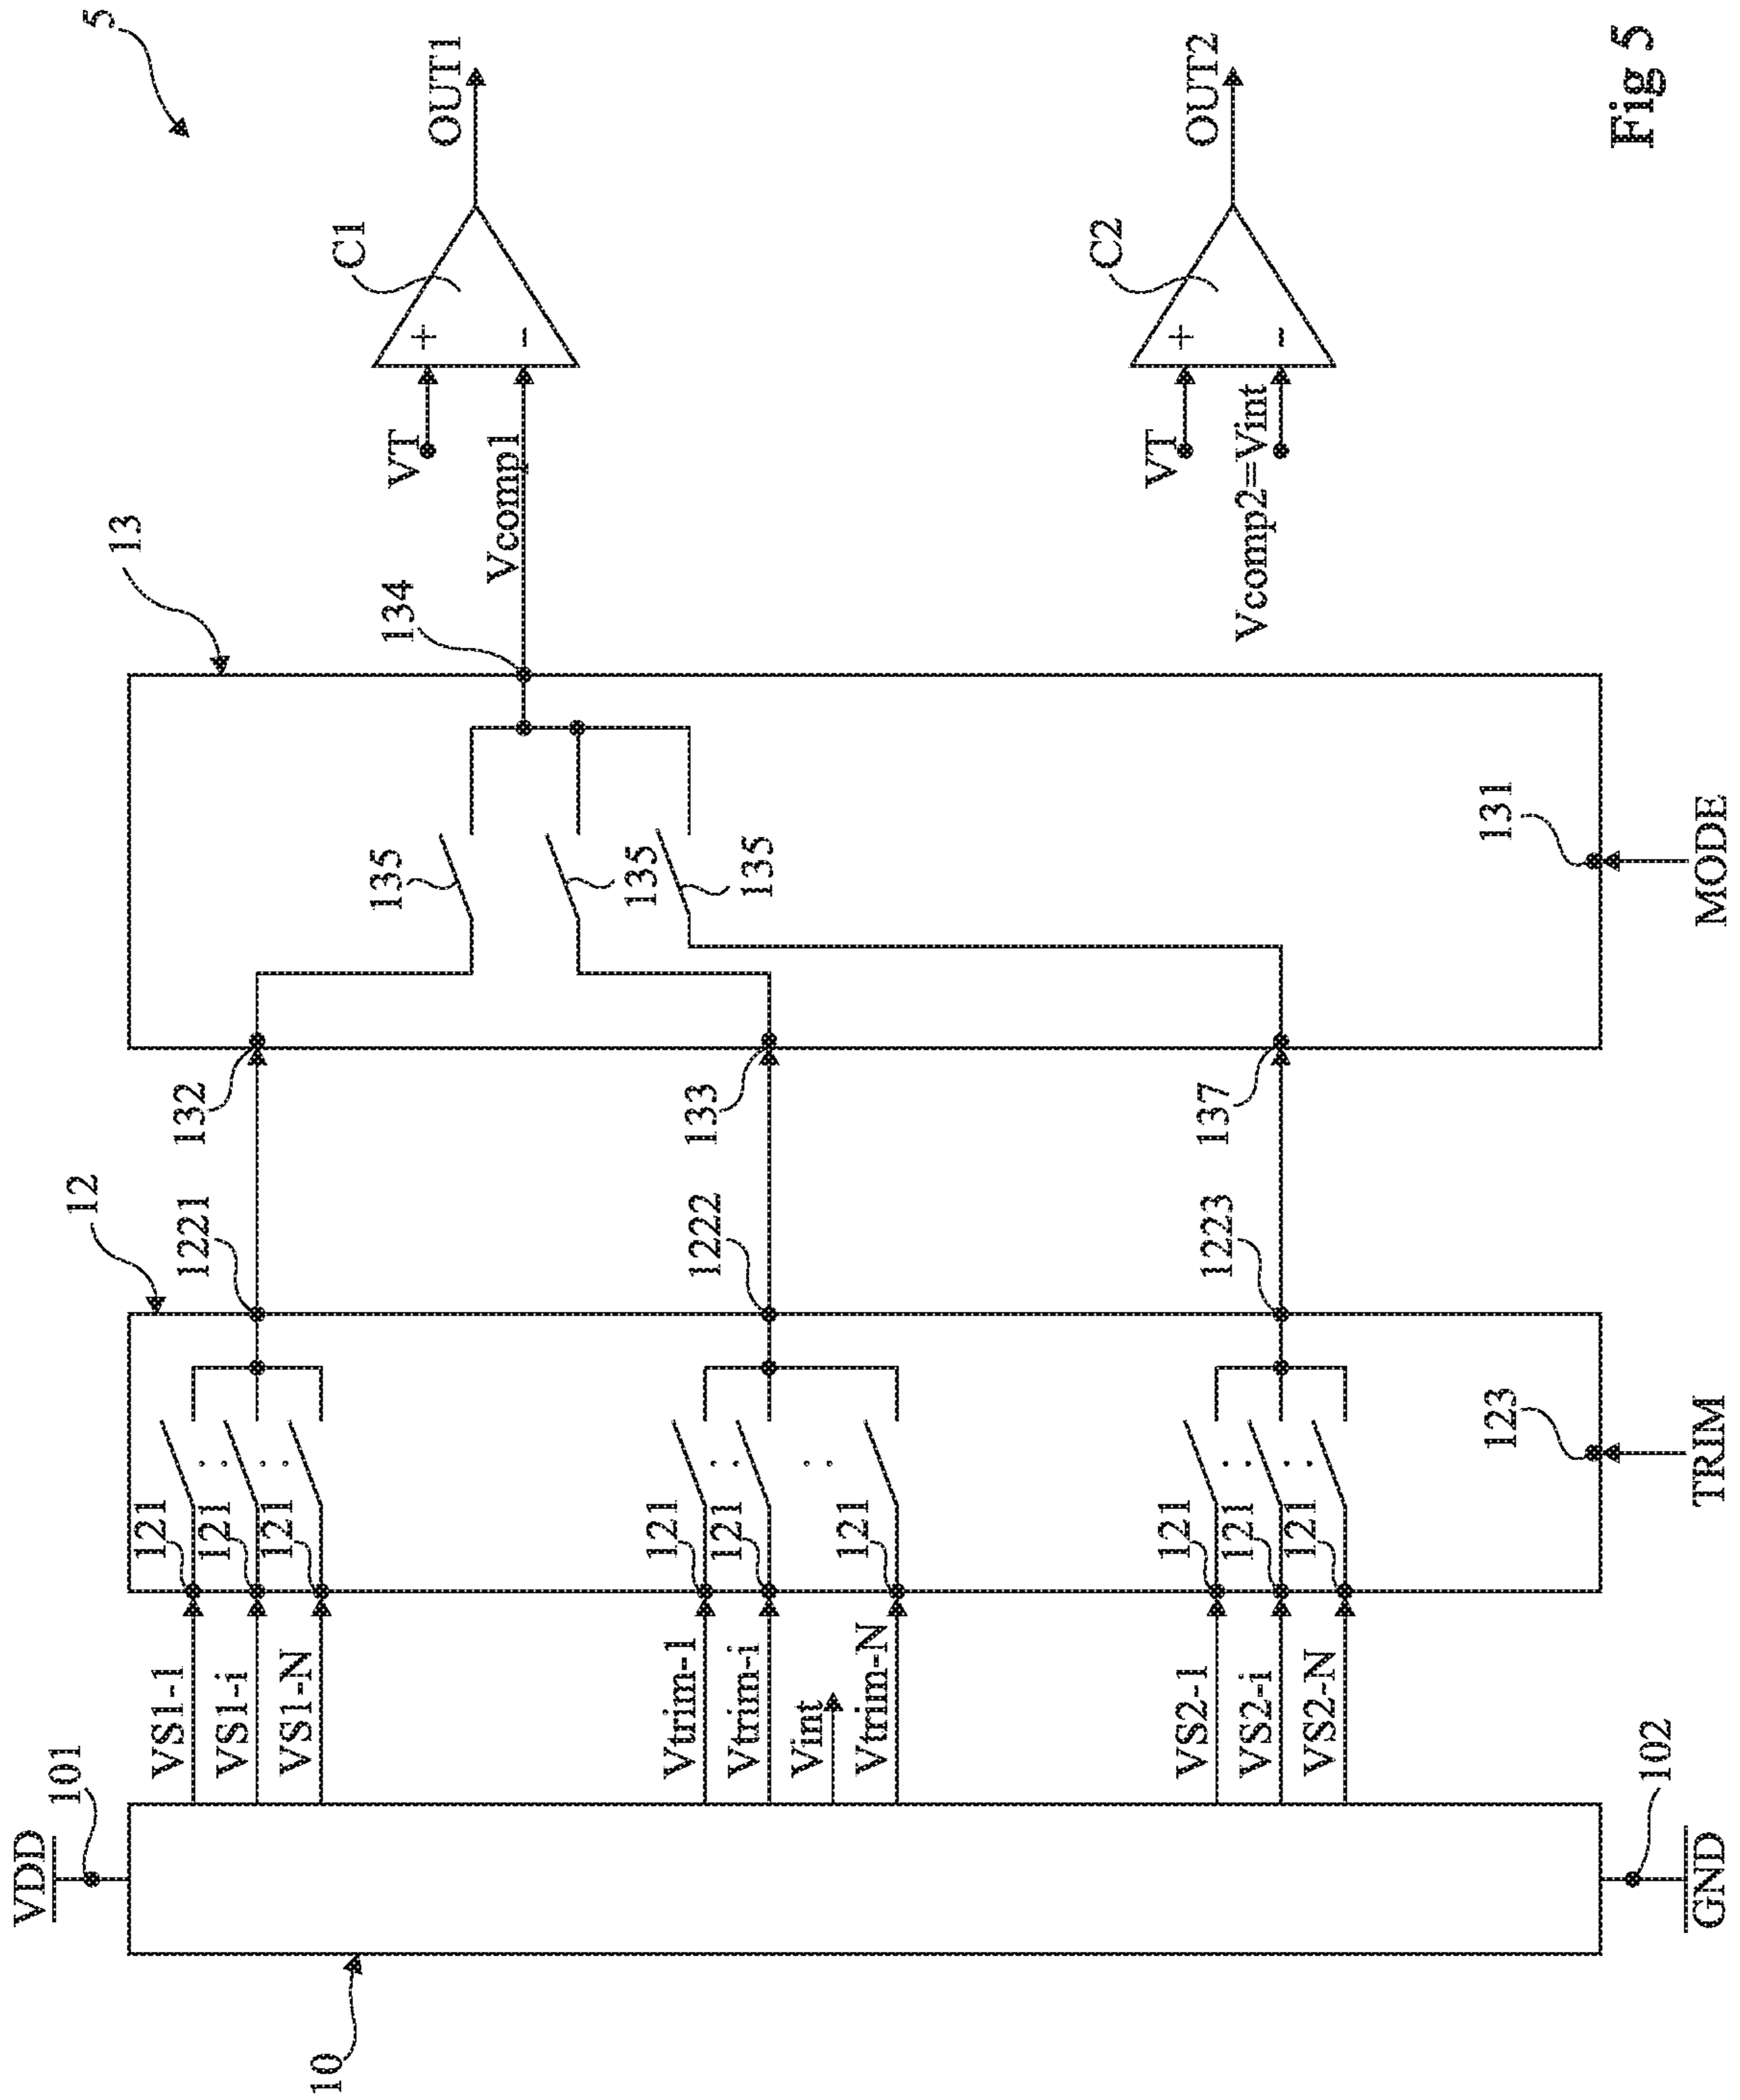 5
OUT1
OUT2
C1
+
-
C2
+
-
VT
Vcomp1
VT
Vcomp2=Vint
13
134
135
135
135
131
MODE
132
133
137
12
1221
1222
1223
121
121
121
121
121
121
121
121
121
123
TRIM
VS1-1
VS1-i
VS1-N
Vtrim-1
Vtrim-i
Vint
Vtrim-N
VS2-1
VS2-i
VS2-N
VDD
101
102
GND
10
Fig 5